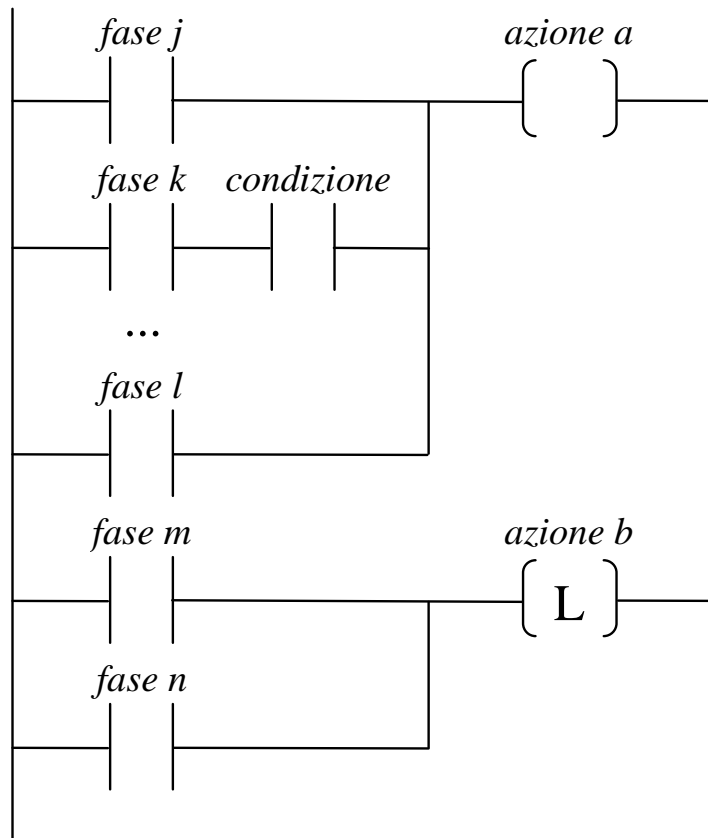 fase j
azione a
fase k
condizione
...
fase l
fase m
azione b
L
fase n